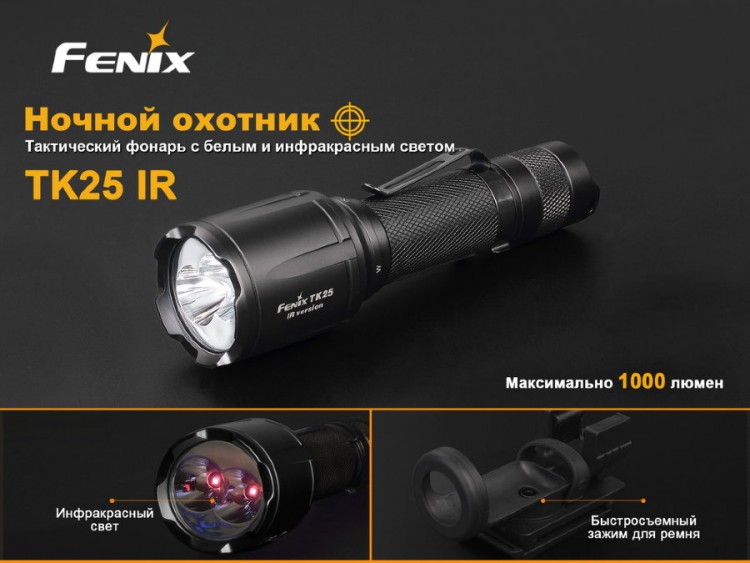 FENIX
Ночной охотник
Тактический фонарь с белым и инфракрасным светом
TK25 IR
FENIX TK25
IR version
Максимально 1000 люмен
Инфракрасный
свет
Быстросъемный
зажим для ремня